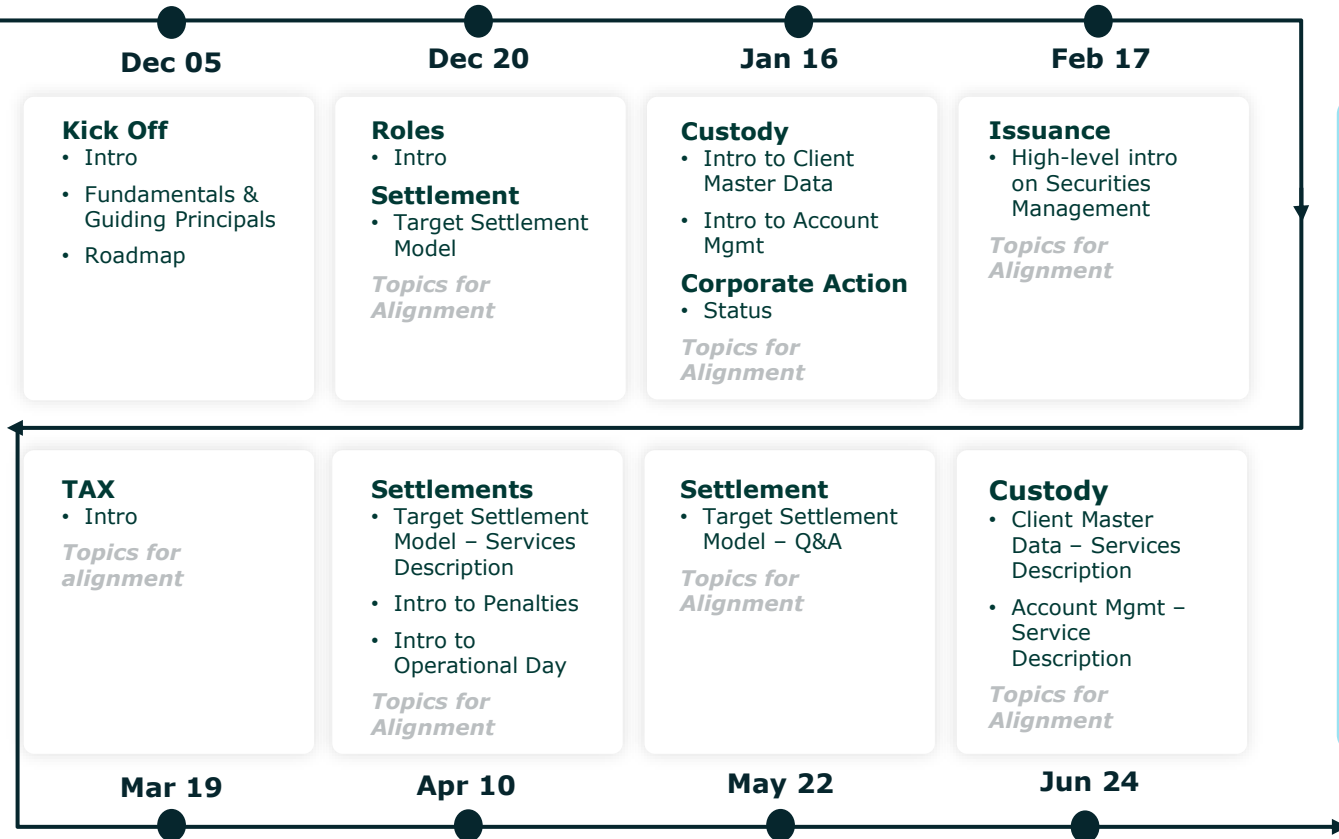 Dec 05
Dec 20
Jan 16
Feb 17
Kick Off
• Intro
• Fundamentals &
Guiding Principals
• Roadmap
Roles
• Intro
Settlement
• Target Settlement
Model
Topics for
Alignment
Custody
• Intro to Client
Master Data
• Intro to Account
Mgmt
Corporate Action
• Status
Topics for
Alignment
Issuance
• High-level intro
on Securities
Management
Topics for
Alignment
TAX
• Intro
Topics for
alignment
Settlements
• Target Settlement
Model – Services
Description
• Intro to Penalties
• Intro to
Operational Day
Topics for
Alignment
Settlement
• Target Settlement
Model – Q&A
Topics for
Alignment
Custody
• Client Master
Data – Services
Description
• Account Mgmt –
Service
Description
Topics for
Alignment
Mar 19
Apr 10
May 22
Jun 24